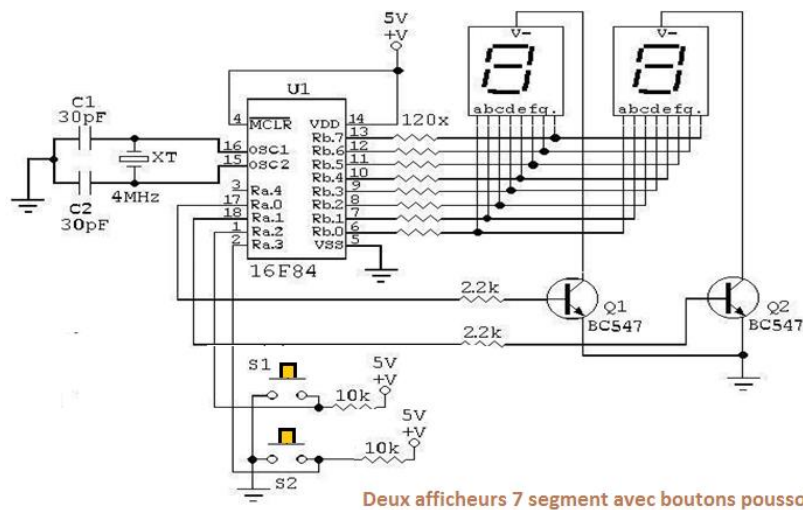 5V
+V
V-
V-
U1
C1
30pF
4 MCLR VDD 14
120x
abcdefg.
abcdefg.
Rb.7 13
16 OSC1 Rb.6 12
XT
15 OSC2 Rb.5 11
Rb.4 10
3 Ra.4 Rb.3 9
4MHz
17 Ra.0 Rb.2 8
C2
30pF
18 Ra.1 Rb.1 7
1 Ra.2 Rb.0 6
2 Ra.3 VSS 5
16F84
2.2k
Q1
BC547
Q2
BC547
2.2k
S1
5V
+V
10k
5V
+V
10k
S2
Deux afficheurs 7 segment avec boutons pousso